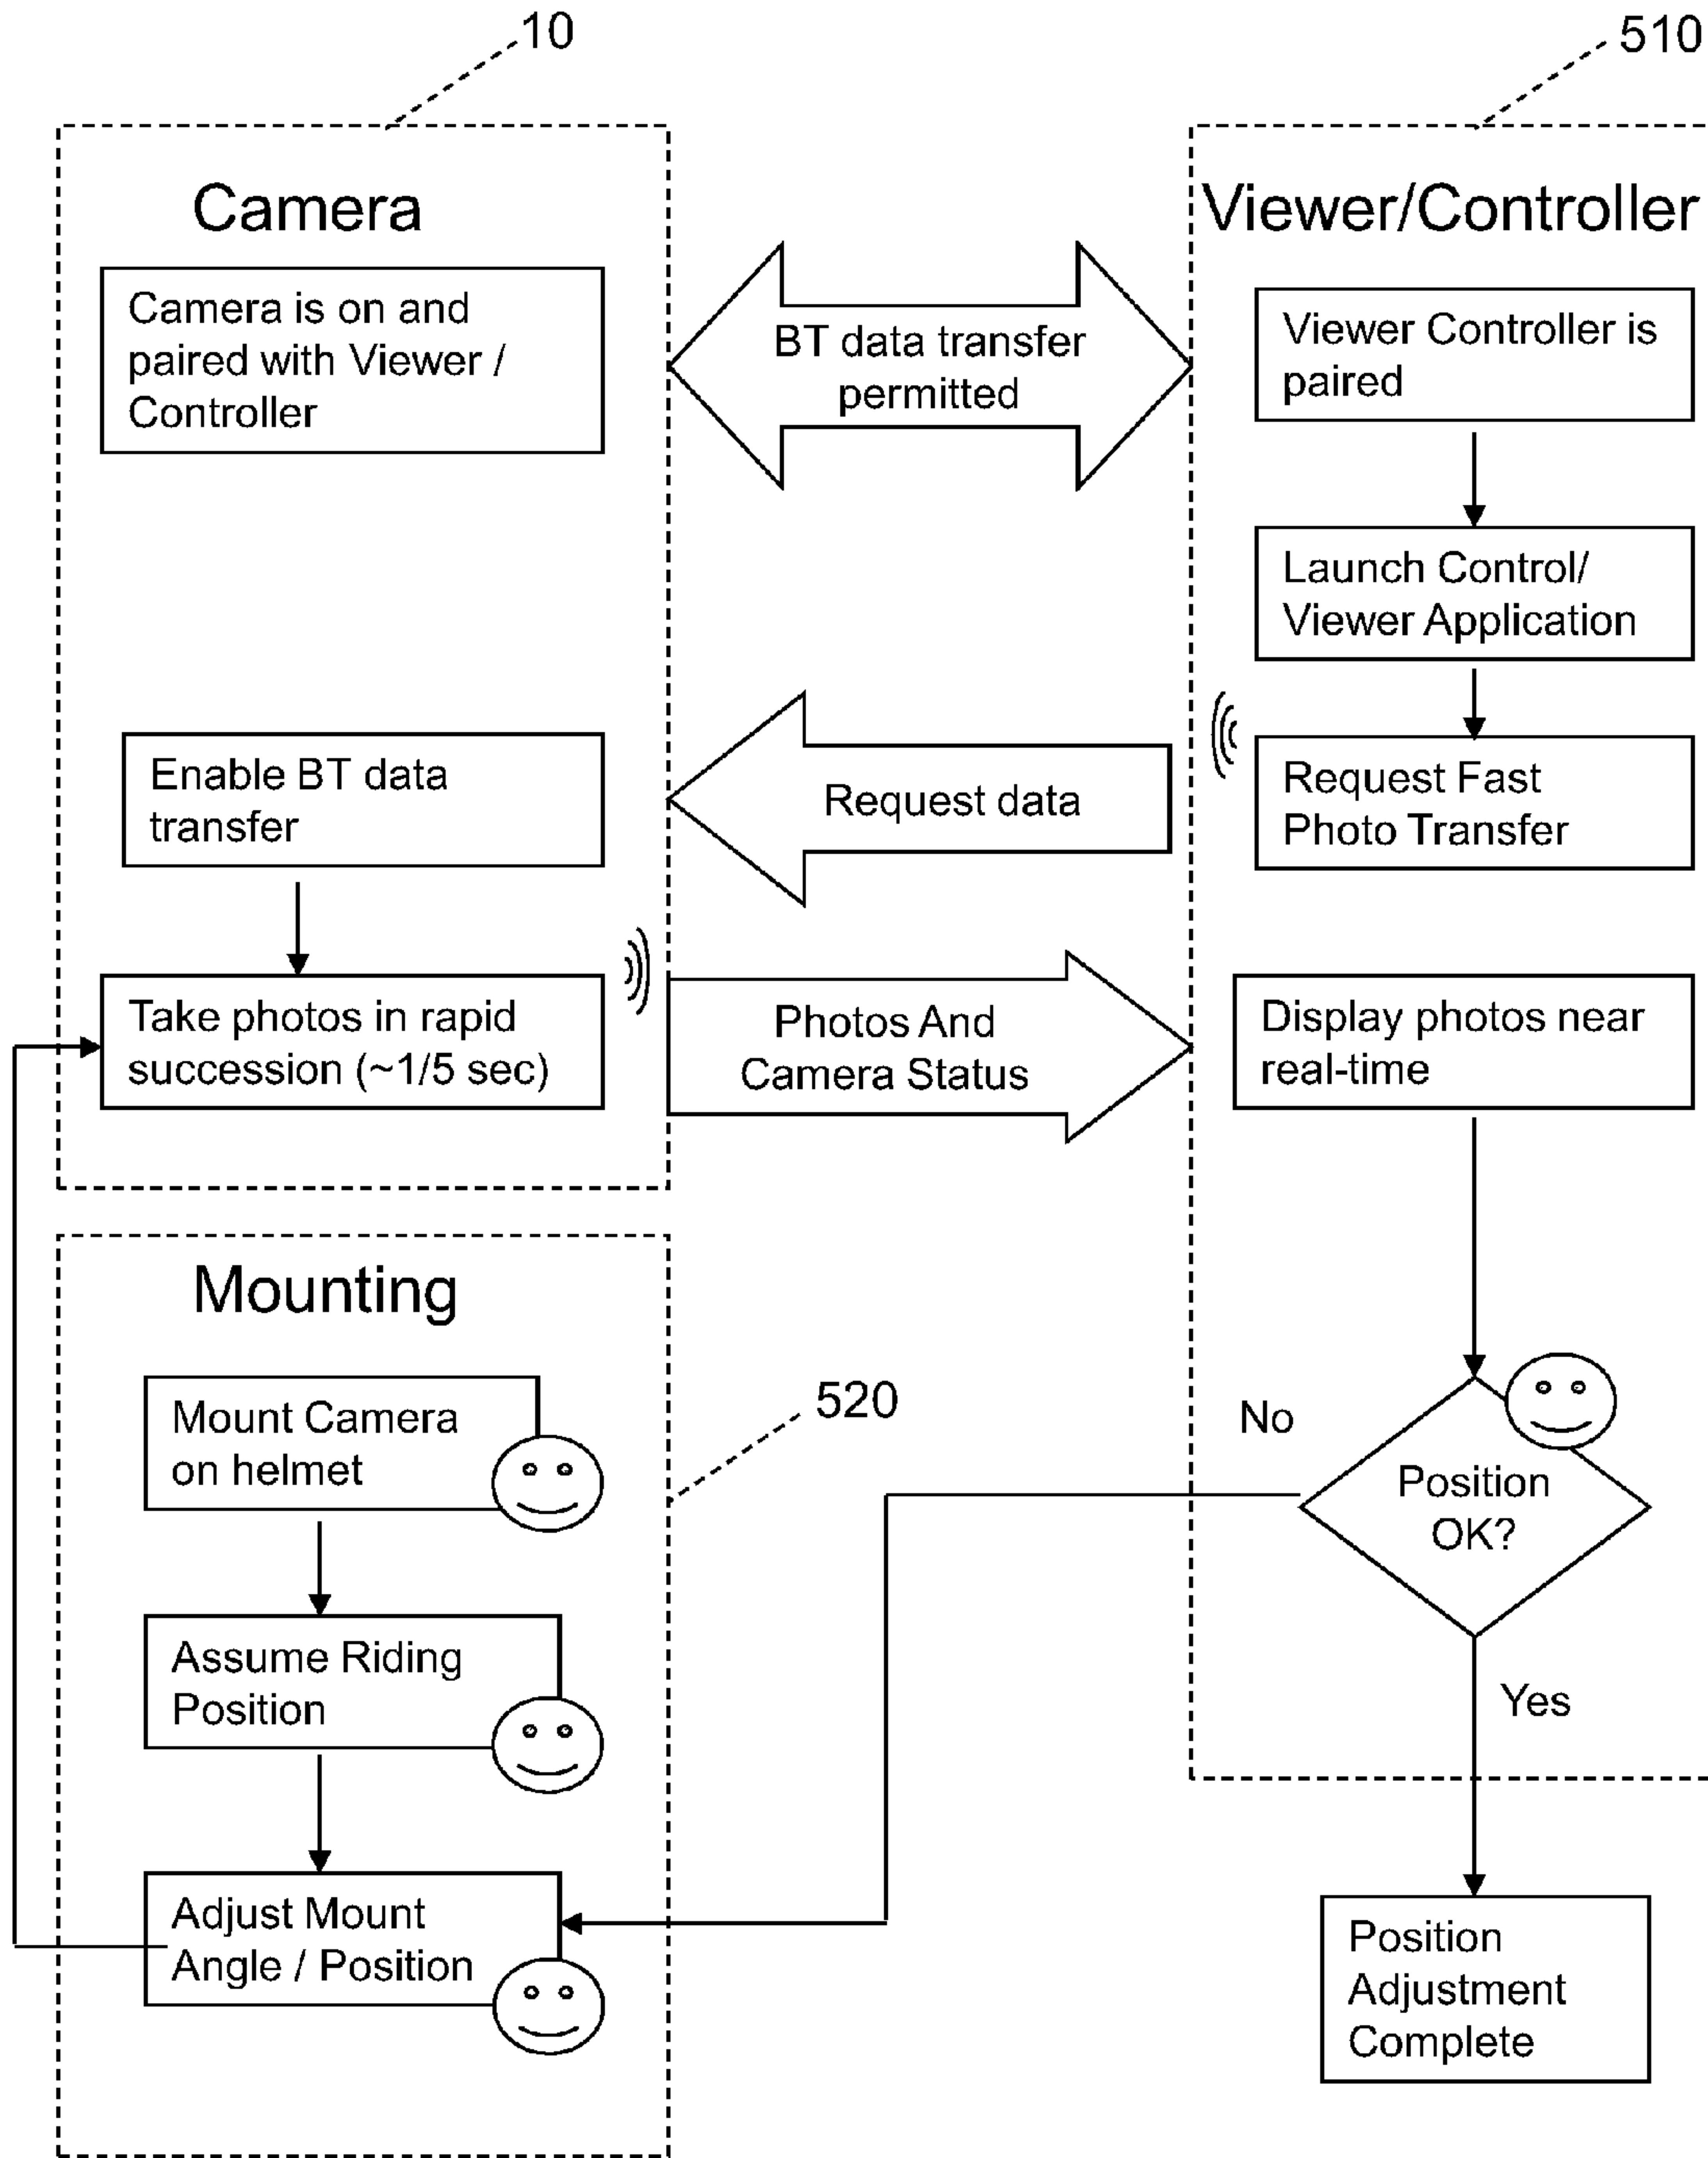 10
510
Camera
Camera is on and
paired with Viewer /
Controller
BT data transfer
permitted
Viewer/Controller
Viewer Controller is
paired
Launch Control/
Viewer Application
Enable BT data
transfer
Request data
Request Fast
Photo Transfer
Take photos in rapid
succession (~1/5 sec)
Photos And
Camera Status
Display photos near
real-time
Mounting
Mount Camera
on helmet
520
Assume Riding
Position
Adjust Mount
Angle / Position
No
Position
OK?
Yes
Position
Adjustment
Complete